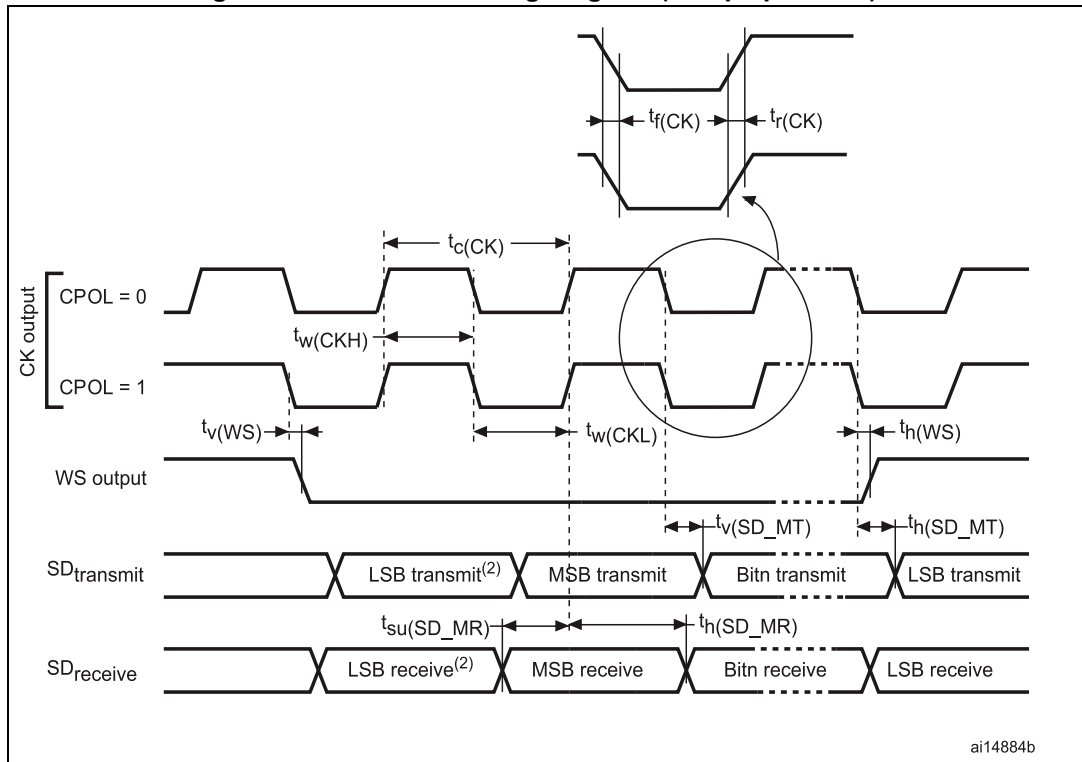 tf(CK)
tr(CK)
tc(CK)
CK output
CPOL = 0
tw(CKH)
CPOL = 1
tv(WS)
tw(CKL)
th(WS)
WS output
tv(SD_MT)
th(SD_MT)
SDtransmit
LSB transmit(2)
MSB transmit
Bitn transmit
LSB transmit
tsu(SD_MR)
th(SD_MR)
SDreceive
LSB receive(2)
MSB receive
Bitn receive
LSB receive
ai14884b